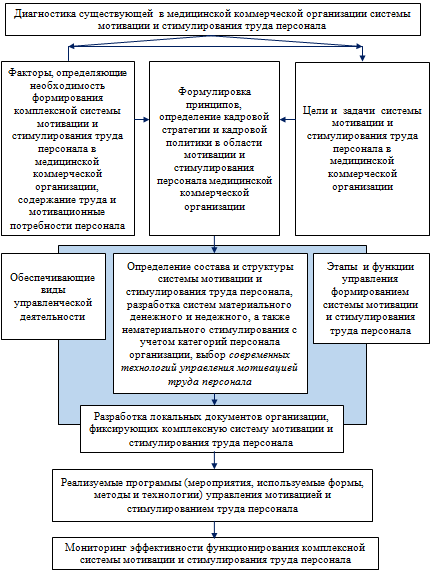 Диагностика существующей в медицинской коммерческой организации системы
мотивации и стимулирования труда персонала
Факторы, определяющие
необходимость
формирования
комплексной системы
мотивации и
стимулирования труда
персонала в
медицинской
коммерческой
организации,
содержание труда и
мотивационные
потребности персонала
Формулировка
принципов,
определение кадровой
стратегии и кадровой
политики в области
мотивации и
стимулирования
персонала медицинской
коммерческой
организации
Цели и задачи системы
мотивации и
стимулирования труда
персонала в
медицинской
коммерческой
организации
Обеспечивающие
виды
управленческой
деятельности
Определение состава и структуры
системы мотивации и
стимулирования труда персонала,
разработка систем материального
денежного и недежного, а также
нематериального стимулирования с
учетом категорий персонала
организации, выбор современных
технологий управления мотивацией
труда персонала
Этапы и функции
управления
формированием
системы мотивации
и стимулирования
труда персонала
Разработка локальных документов организации,
фиксирующих комплексную систему мотивации и
стимулирования труда персонала
Реализуемые программы (мероприятия, используемые формы,
методы и технологии) управления мотивацией и
стимулированием труда персонала
Мониторинг эффективности функционирования комплексной
системы мотивации и стимулирования труда персонала